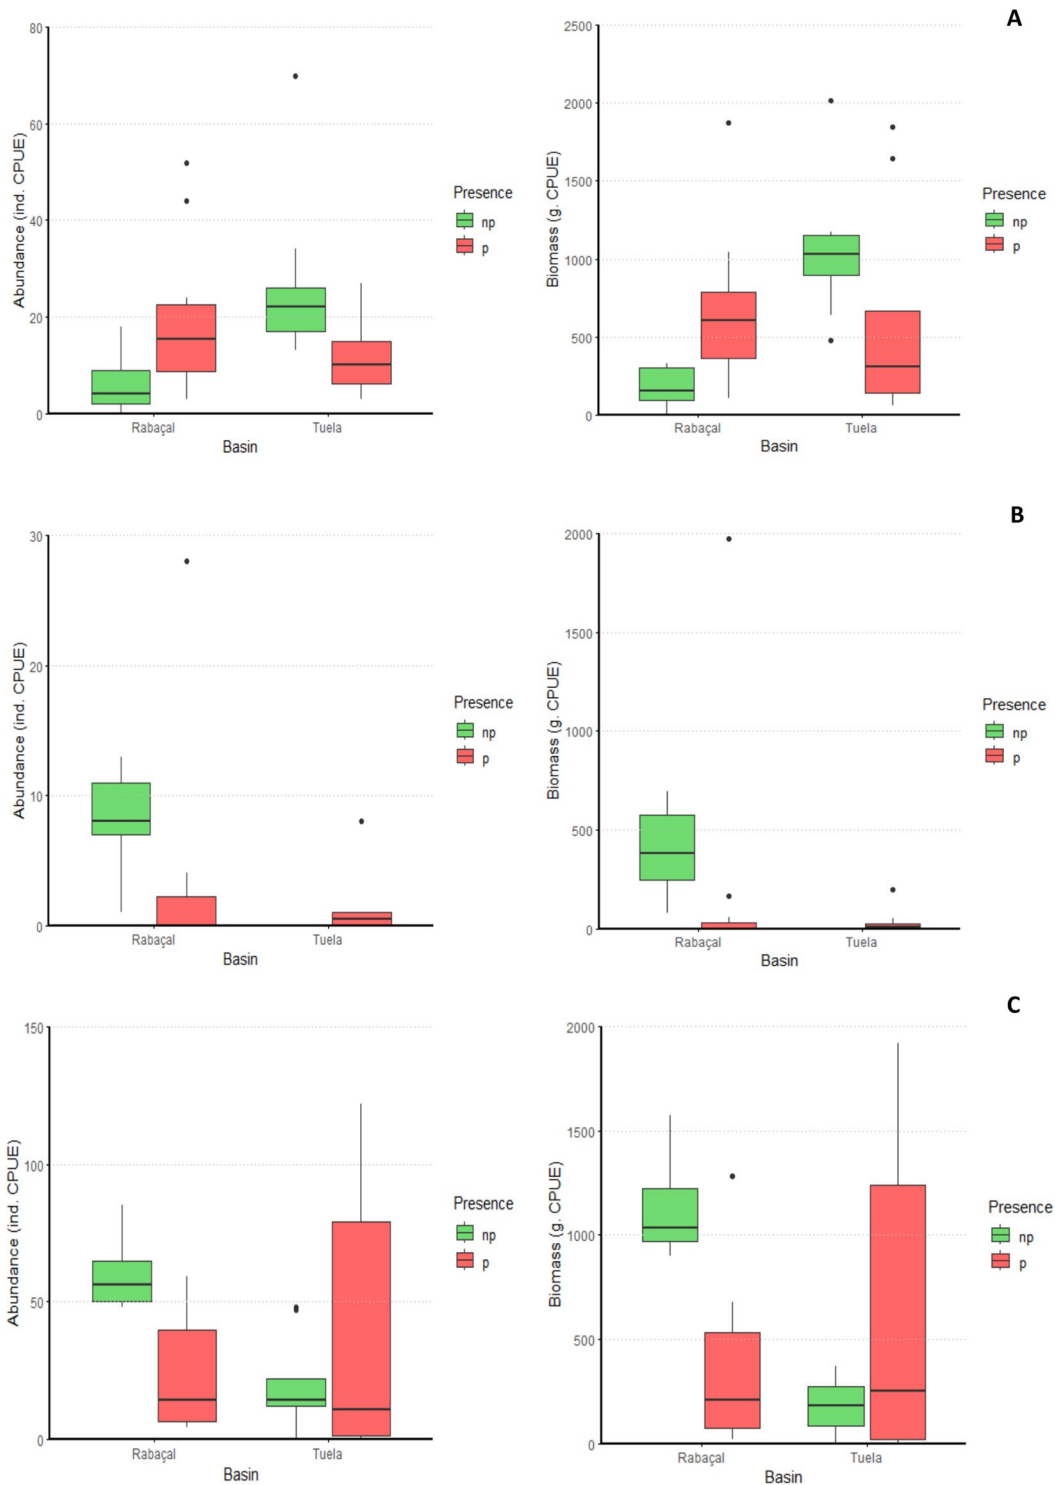 A
80
60
40
20
0
Abundance (ind. CPUE)
Rabaçal
Tuela
Basin
Presence
np
p
2500
2000
1500
1000
500
0
Biomass (g. CPUE)
Rabaçal
Tuela
Basin
Presence
np
p
B
30
20
10
0
Abundance (ind. CPUE)
Rabaçal
Tuela
Basin
Presence
np
p
2000
1500
1000
500
0
Biomass (g. CPUE)
Rabaçal
Tuela
Basin
Presence
np
p
C
150
100
50
0
Abundance (ind. CPUE)
Rabaçal
Tuela
Basin
Presence
np
p
2000
1500
1000
500
0
Biomass (g. CPUE)
Rabaçal
Tuela
Basin
Presence
np
p